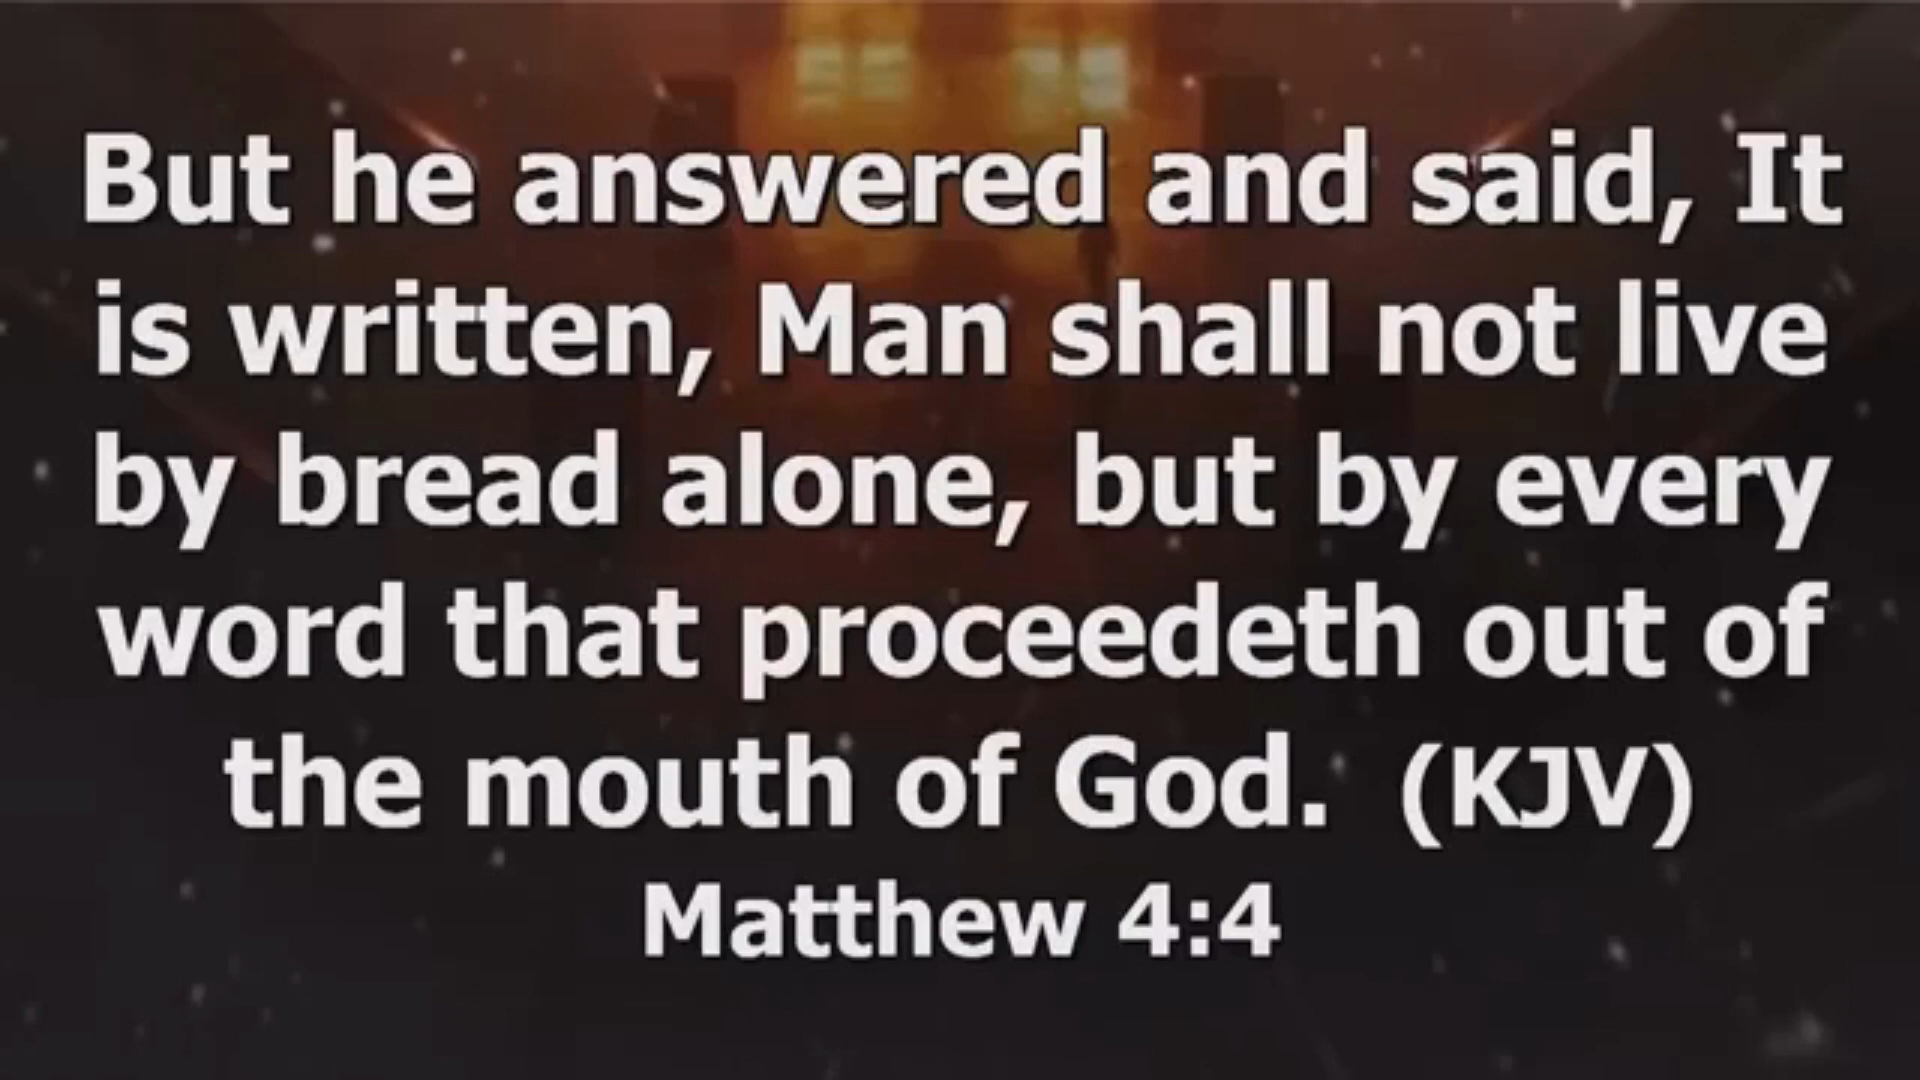 But he answered and said, It
is written, Man shall not live
by bread alone, but by every
word that proceedeth out of
the mouth of God.  (KJV)
Matthew 4:4